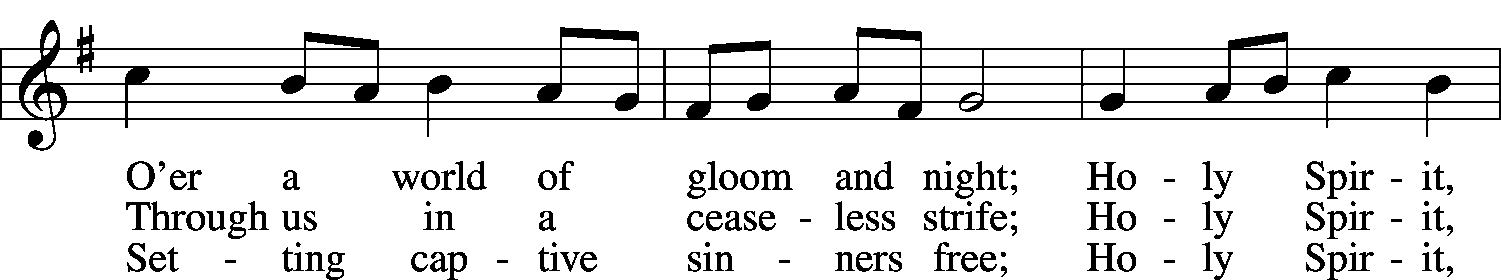 O’er a world of gloom and night; Ho - ly Spir - it,
Through us in a cease - less strife; Ho - ly Spir - it,
Set - ting cap - tive sin - ners free; Ho - ly Spir - it,